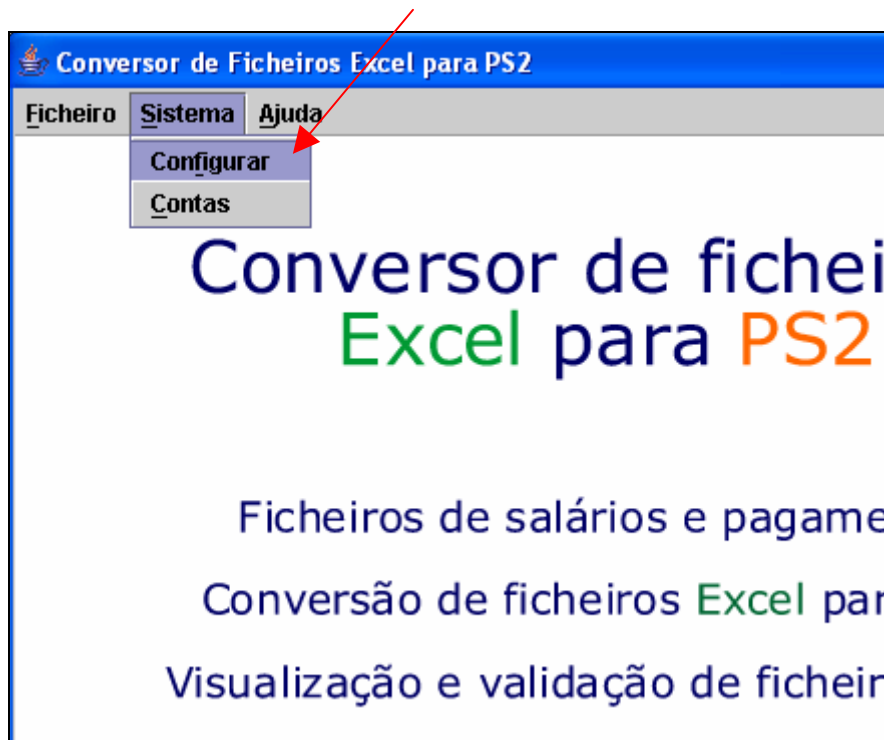 Conversor de Ficheiros Excel para PS2
Ficheiro Sistema Ajuda
Configurar
Contas
Conversor de fichei
Excel para PS2
Ficheiros de salários e pagame
Conversão de ficheiros Excel par
Visualização e validação de ficheir